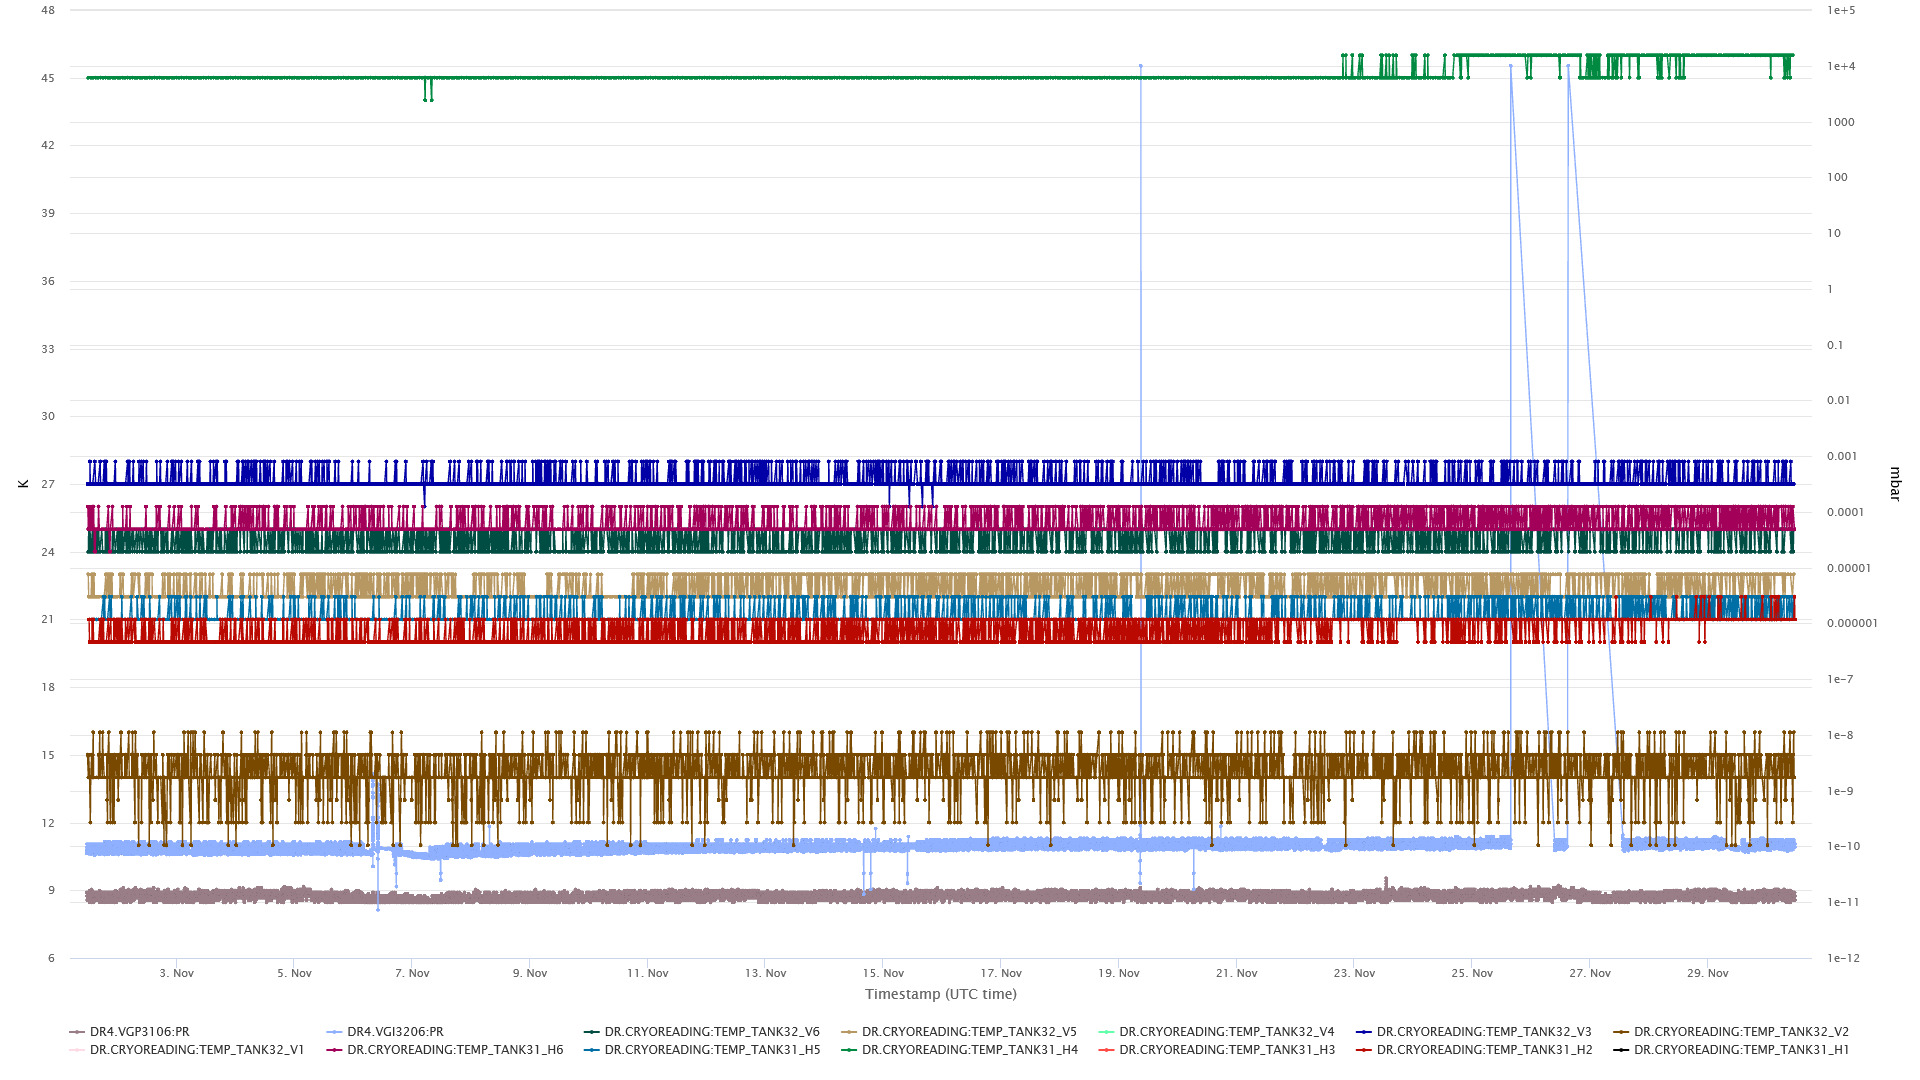 48
45
42
39
36
33
30
27
24
21
18
15
12
9
6
K
1e+5
1e+4
1000
100
10
1
0.1
0.01
0.001
0.0001
0.00001
0.000001
1e-7
1e-8
1e-9
1e-10
1e-11
1e-12
mbar
3. Nov 5. Nov 7. Nov 9. Nov 11. Nov 13. Nov 15. Nov 17. Nov 19. Nov 21. Nov 23. Nov 25. Nov 27. Nov 29. Nov
Timestamp (UTC time)
DR4.VGP3106:PR DR4.VGI3206:PR DR.CRYOREADING:TEMP_TANK32_V6 DR.CRYOREADING:TEMP_TANK32_V5 DR.CRYOREADING:TEMP_TANK32_V4 DR.CRYOREADING:TEMP_TANK32_V3 DR.CRYOREADING:TEMP_TANK32_V2
DR.CRYOREADING:TEMP_TANK32_V1 DR.CRYOREADING:TEMP_TANK31_H6 DR.CRYOREADING:TEMP_TANK31_H5 DR.CRYOREADING:TEMP_TANK31_H4 DR.CRYOREADING:TEMP_TANK31_H3 DR.CRYOREADING:TEMP_TANK31_H2 DR.CRYOREADING:TEMP_TANK31_H1